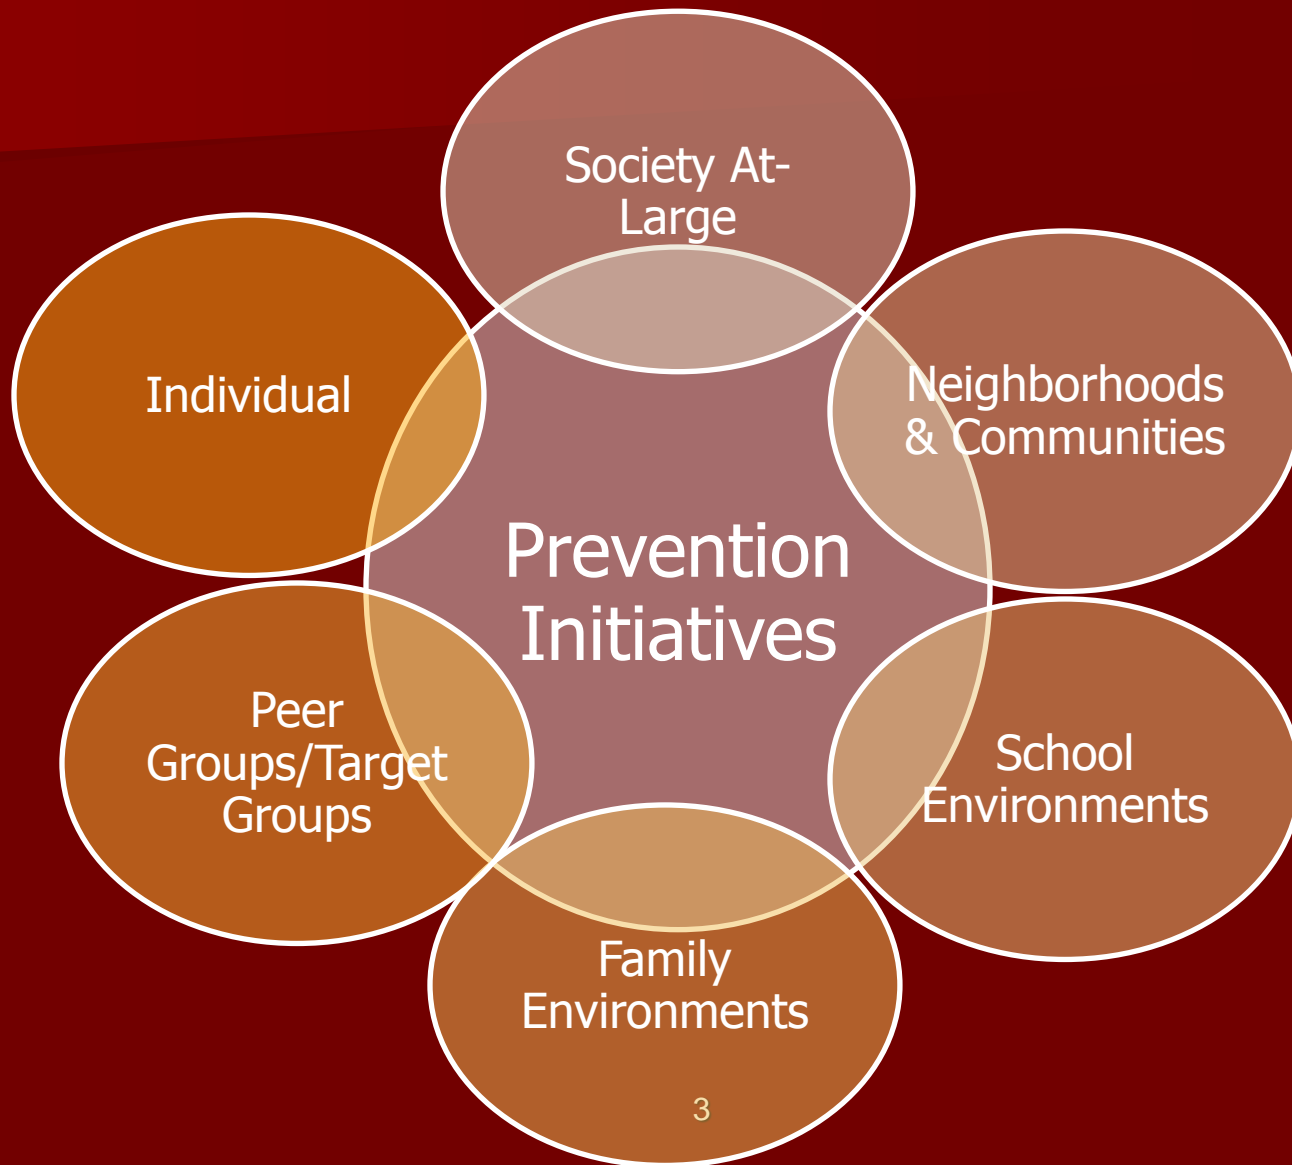 Society At-
Large
Neighborhoods
& Communities
School
Environments
Family
Environments
Peer
Groups/Target
Groups
Individual
Prevention
Initiatives
3